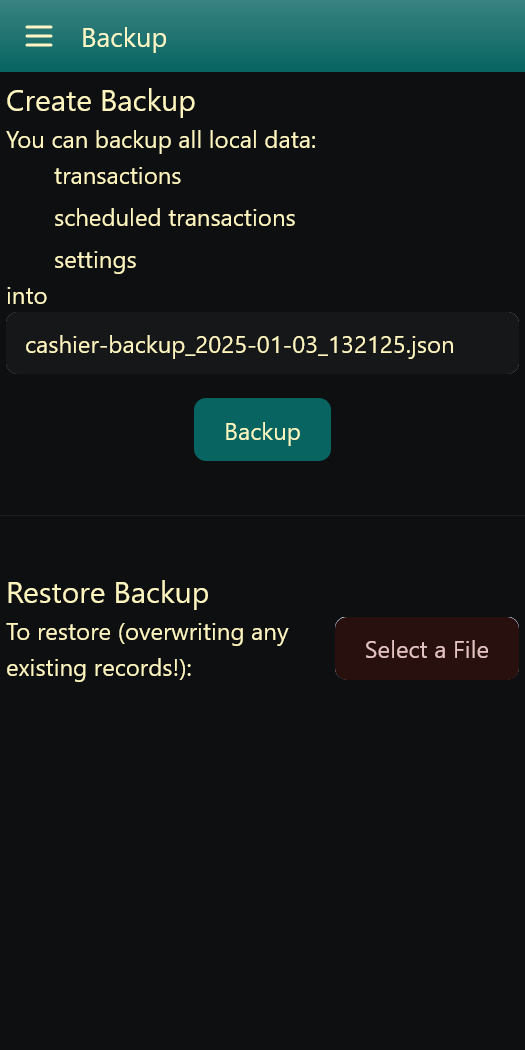 Backup
Create Backup
You can backup all local data:
transactions
scheduled transactions
settings
into
cashier-backup_2025-01-03_132125.json
Backup
Restore Backup
To restore (overwriting any
existing records!):
Select a File